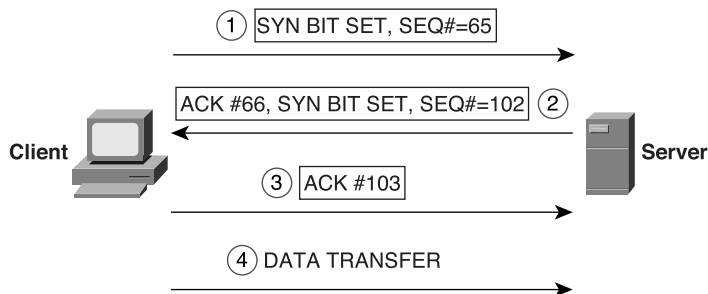 1 SYN BIT SET, SEQ#=65
ACK #66, SYN BIT SET, SEQ#=102 2
Client
Server
3 ACK #103
4 DATA TRANSFER